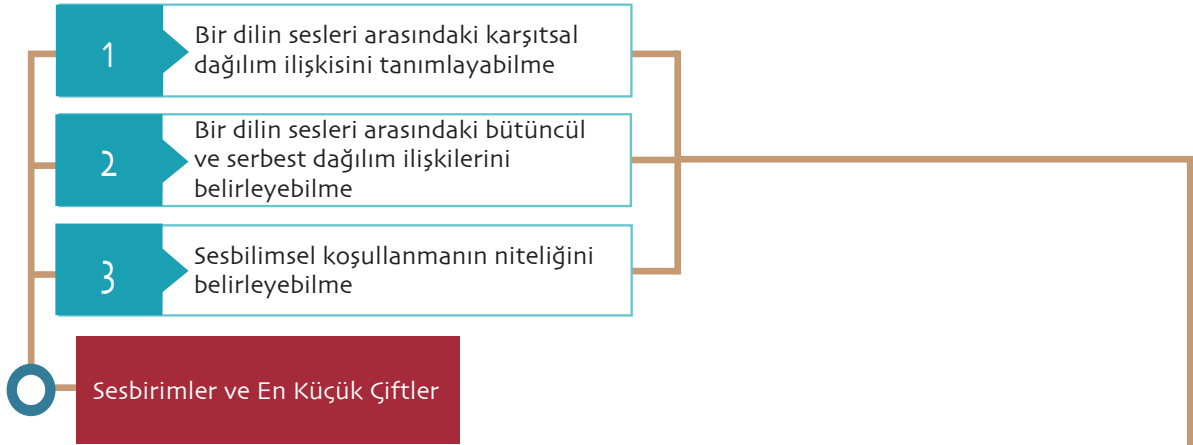 1
Bir dilin sesleri arasındaki karşıtsal
dağılım ilişkisini tanımlayabilme
2
Bir dilin sesleri arasındaki bütüncül
ve serbest dağılım ilişkilerini
belirleyebilme
3
Sesbilimsel koşullanmanın niteliğini
belirleyebilme
Sesbirimler ve En Küçük Çiftler